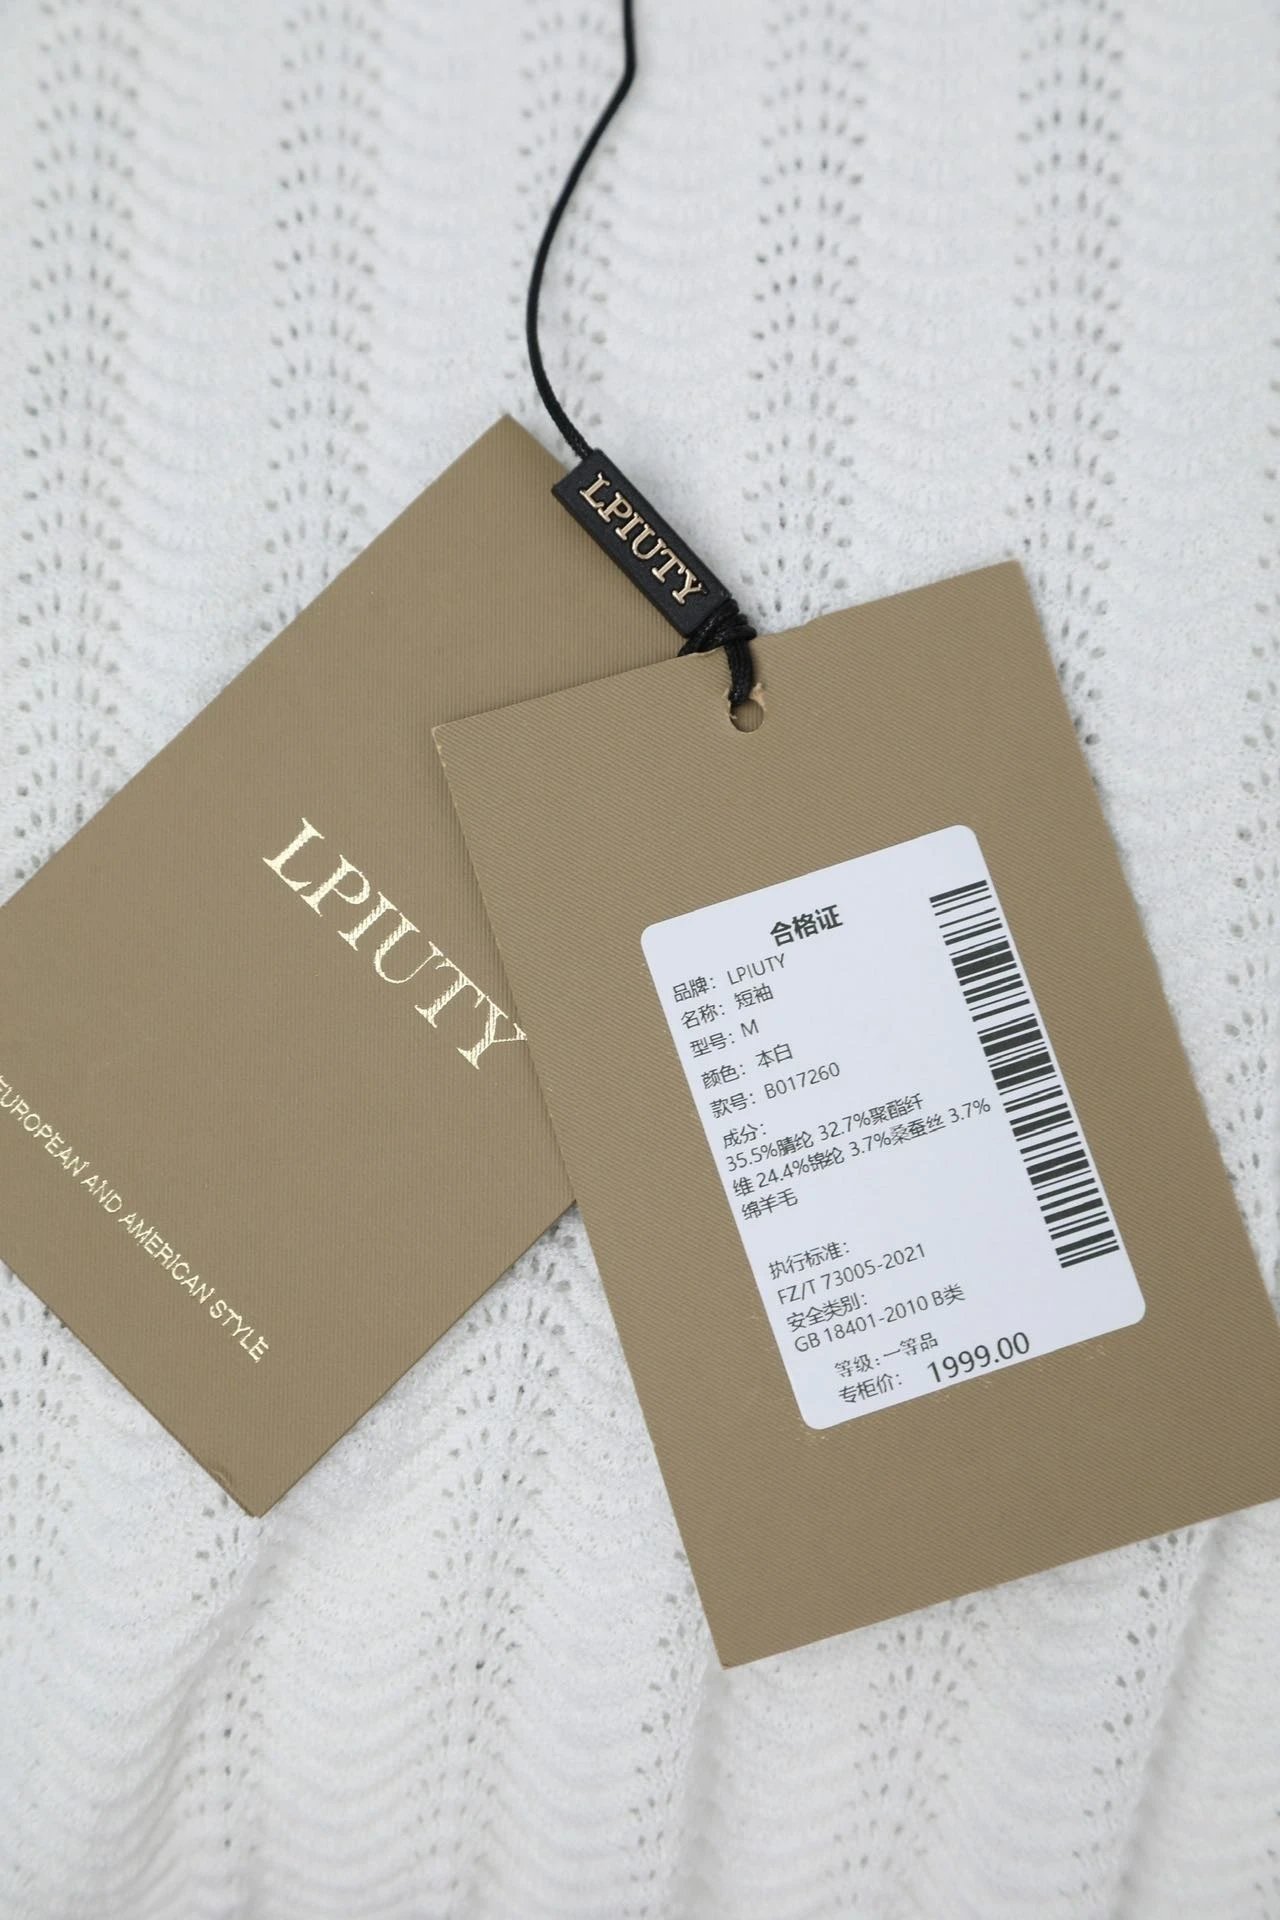 LPIUTY
LPIUTY
EUROPEAN AND AMERICAN STYLE
合格证
品牌：LPIUTY
名称：短袖
型号：M
颜色：本白
款号：B017260
成分：
35.5%腈纶 32.7%聚酯纤
维 24.4%锦纶 3.7%桑蚕丝 3.7%
绵羊毛
执行标准：
FZ/T 73005-2021
安全类别：
GB 18401-2010 B类
等级：一等品
专柜价： 1999.00